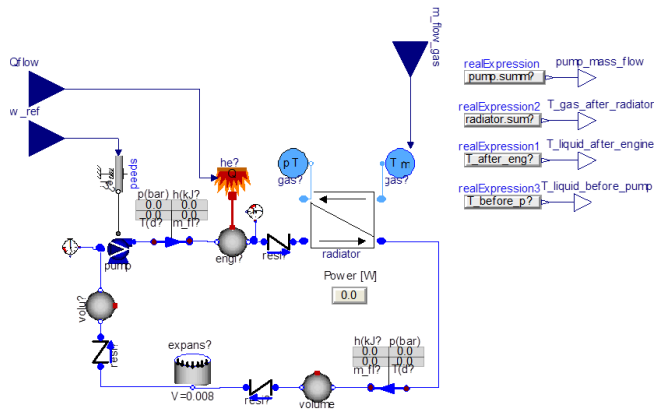 m_flow_gas
Qflow
w_ref
speed
he?
Q
p T
gas?
T m
gas?
p(bar) h(kJ?
0.0 0.0
0.0 0.0
T(d? m_fl?
pump
engi?
resi?
radiator
Power [W]
0.0
volu?
resi?
expans?
V=0.008
resi?
volume
h(kJ? p(bar)
0.0 0.0
0.0 0.0
m_fl? T(d?
realExpression
pump.summ?
pump_mass_flow
realExpression2
radiator.sum?
T_gas_after_radiator
realExpression1
T_after_eng?
T_liquid_after_engine
realExpression3
T_before_p?
T_liquid_before_pump